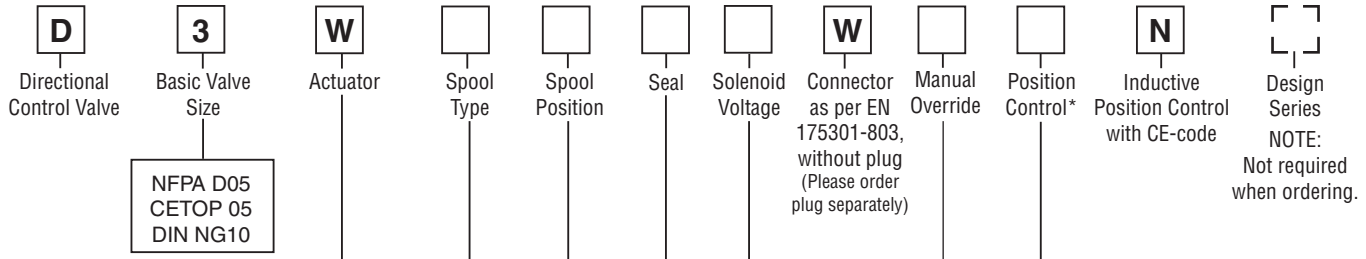 D 3 W W N
Directional
Control Valve
Basic Valve
Size
Actuator
Spool
Type
Spool
Position
Seal
Solenoid
Voltage
Connector
as per EN
175301-803,
without plug
(Please order
plug separately)
Manual
Override
Position
Control*
Inductive
Position Control
with CE-code
Design
Series
NOTE:
Not required
when ordering.
NFPA D05
CETOP 05
DIN NG10